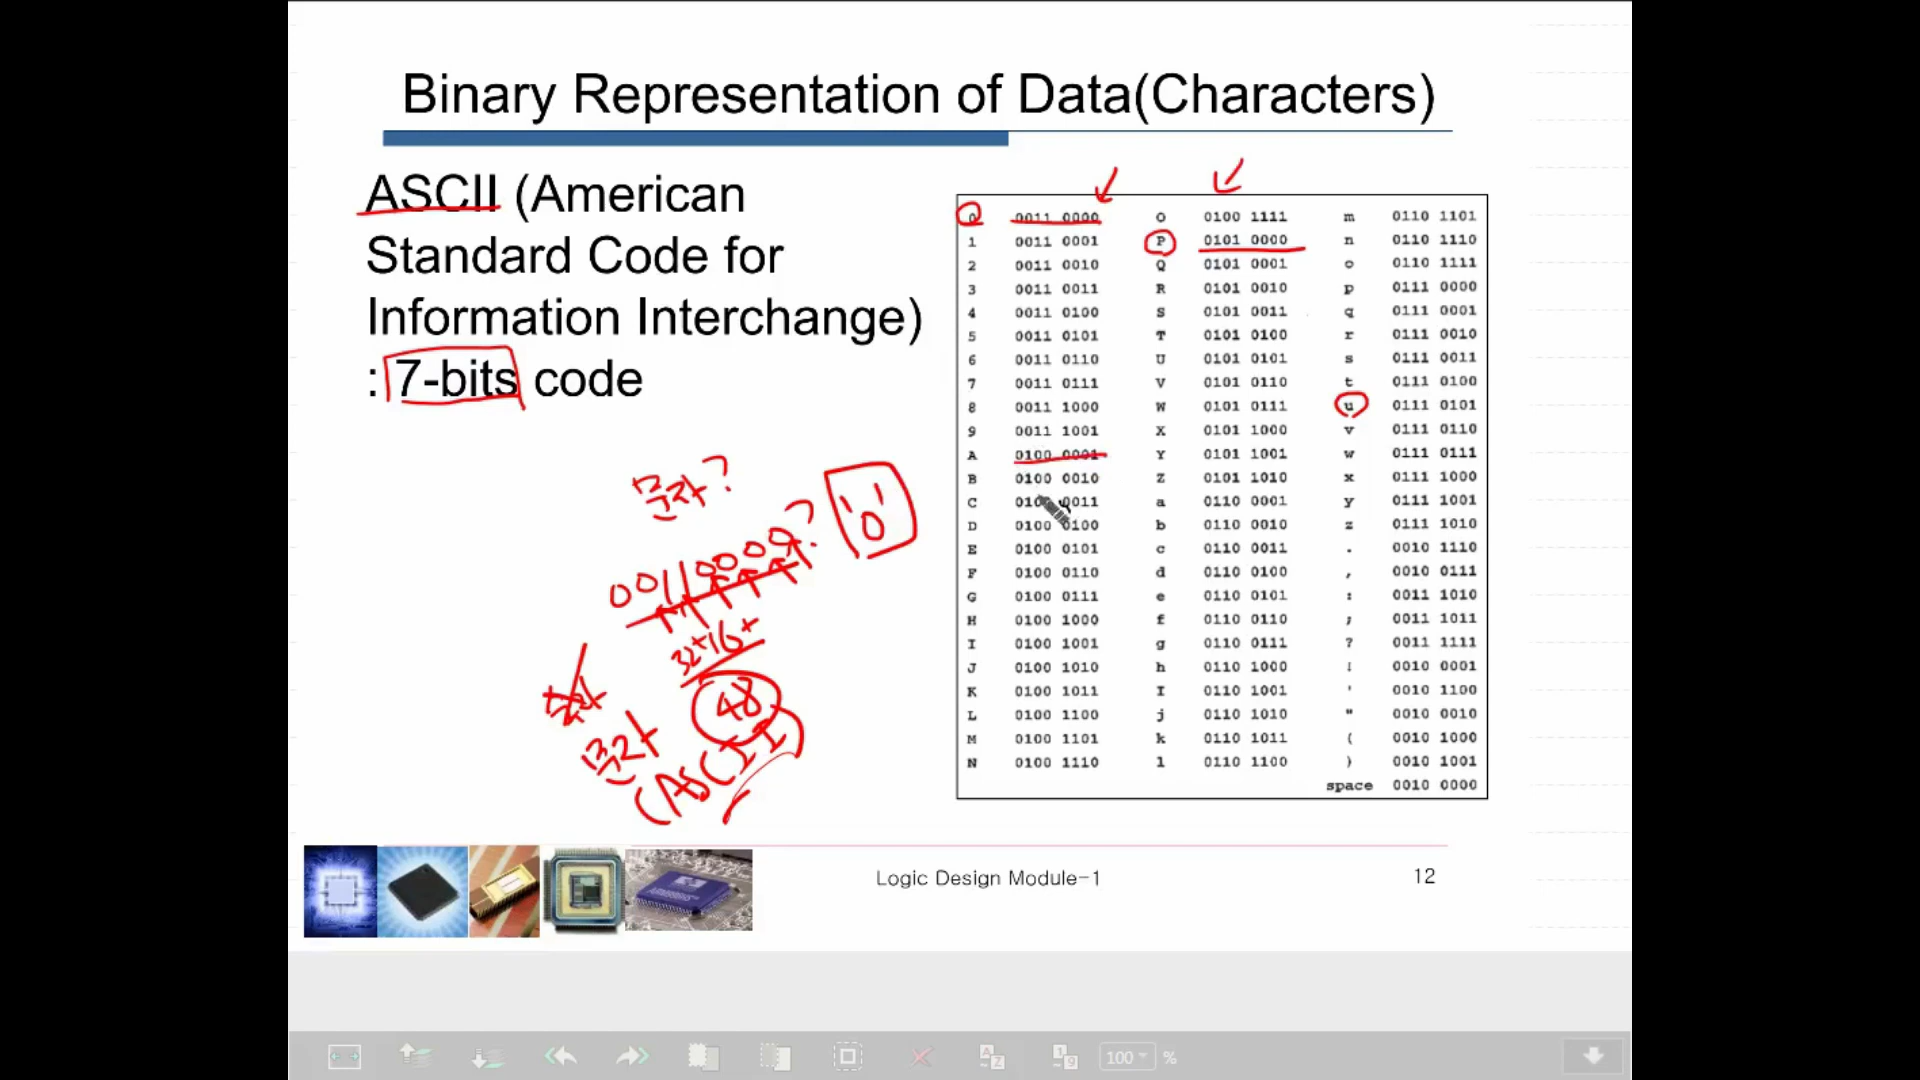 Binary Representation of Data(Characters)
ASCII (American
Standard Code for
Information Interchange)
: 7-bits code
0 0011 0000 O 0100 1111 m 0110 1101
1 0011 0001 P 0101 0000 n 0110 1110
2 0011 0010 Q 0101 0001 o 0110 1111
3 0011 0011 R 0101 0010 p 0111 0000
4 0011 0100 S 0101 0011 q 0111 0001
5 0011 0101 T 0101 0100 r 0111 0010
6 0011 0110 U 0101 0101 s 0111 0011
7 0011 0111 V 0101 0110 t 0111 0100
8 0011 1000 W 0101 0111 u 0111 0101
9 0011 1001 X 0101 1000 v 0111 0110
A 0100 0001 Y 0101 1001 w 0111 0111
B 0100 0010 Z 0101 1010 x 0111 1000
C 0100 0011 a 0110 0001 y 0111 1001
D 0100 0100 b 0110 0010 z 0111 1010
E 0100 0101 c 0110 0011 . 0010 1110
F 0100 0110 d 0110 0100 , 0010 0111
G 0100 0111 e 0110 0101 : 0011 1010
H 0100 1000 f 0110 0110 ; 0011 1011
I 0100 1001 g 0110 0111 ? 0011 1111
J 0100 1010 h 0110 1000 ! 0010 0001
K 0100 1011 I 0110 1001 ' 0010 1100
L 0100 1100 j 0110 1010 " 0010 0010
M 0100 1101 k 0110 1011 ( 0010 1000
N 0100 1110 l 0110 1100 ) 0010 1001
space 0010 0000
문자?
00110000?
'0'
32+16+
48
문자
(ASCII)
Logic Design Module-1
12
100 %